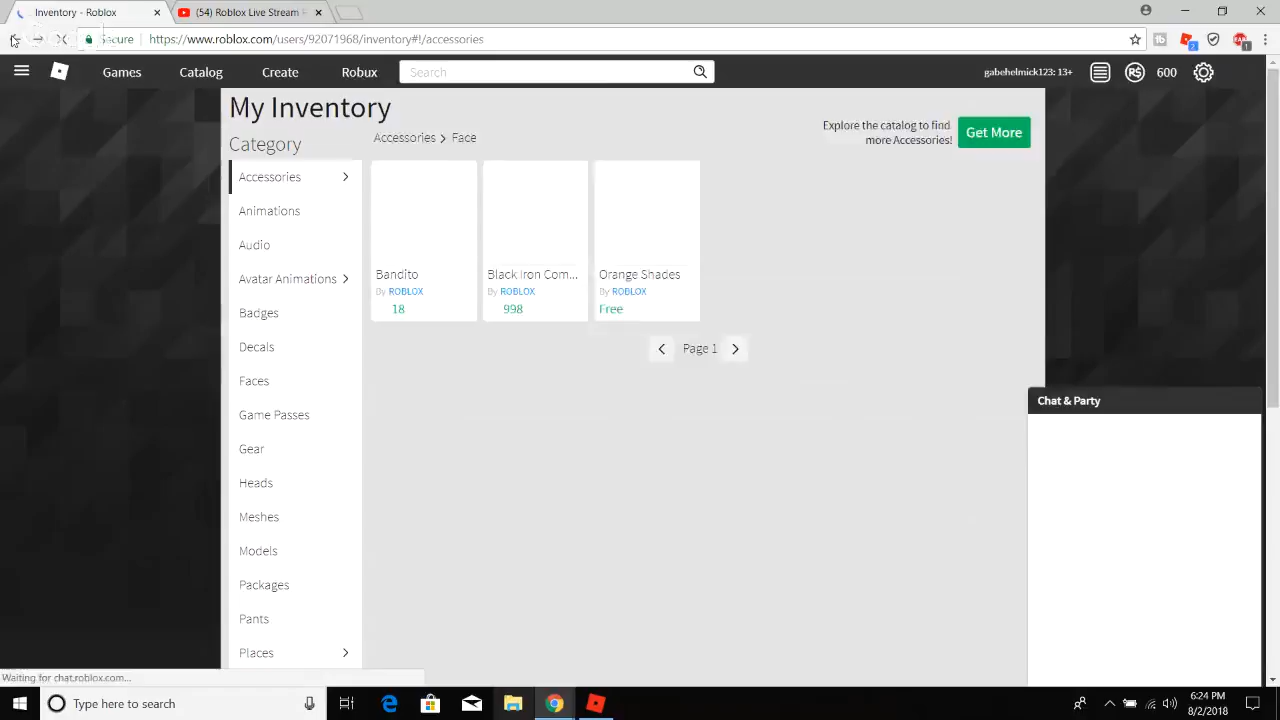 Inventory - Roblox
(54) Roblox Live Stream F
Secure
https://www.roblox.com/users/92071968/inventory#!/accessories
Games
Catalog
Create
Robux
Search
gabehelmick123: 13+
600
My Inventory
Category
Accessories > Face
Explore the catalog to find
more Accessories!
Get More
Accessories
Animations
Audio
Avatar Animations
Badges
Decals
Faces
Game Passes
Gear
Heads
Meshes
Models
Packages
Pants
Places
Bandito
By ROBLOX
18
Black Iron Com...
By ROBLOX
998
Orange Shades
By ROBLOX
Free
Page 1
Chat & Party
Waiting for chat.roblox.com...
Type here to search
6:24 PM
8/2/2018